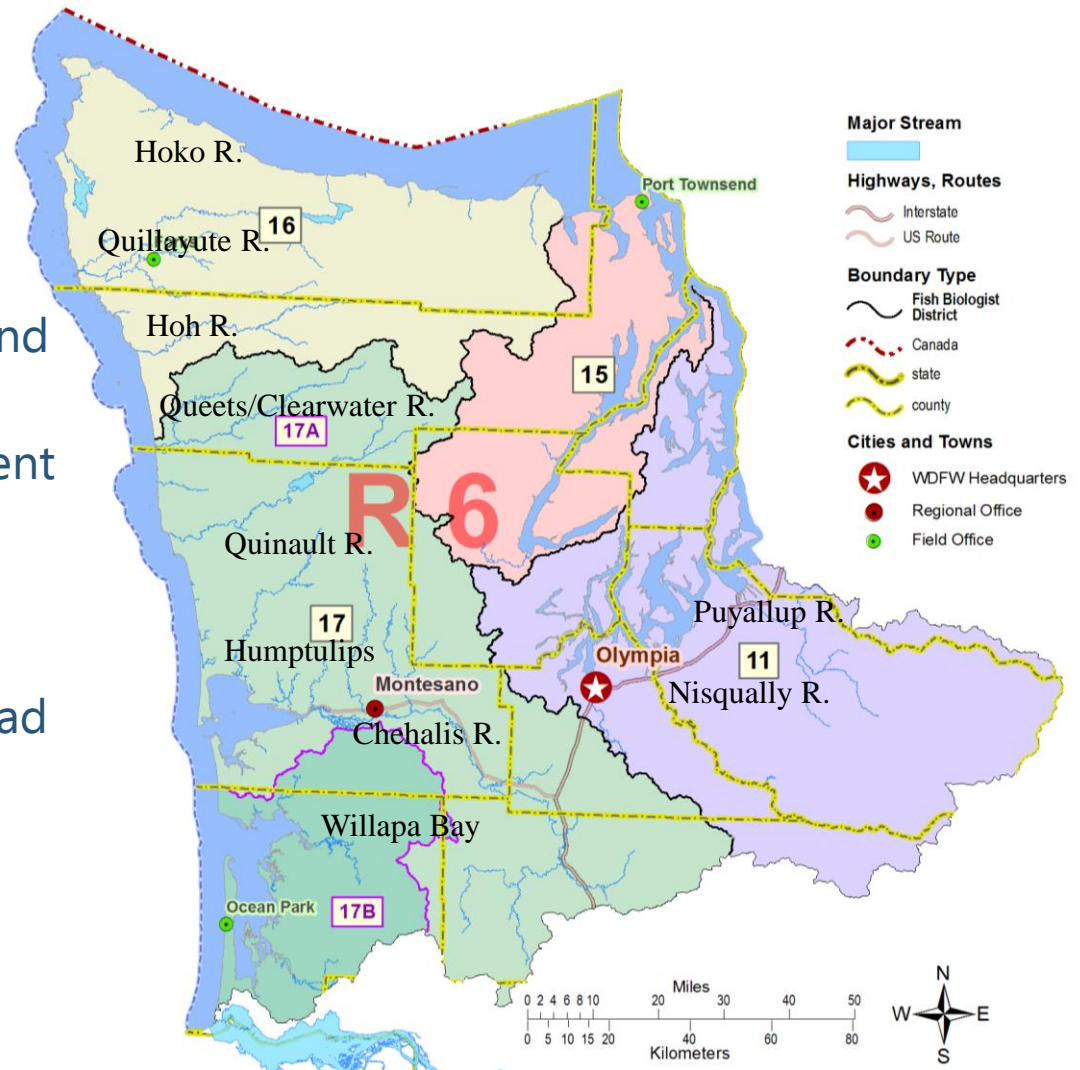 nd
ent
ad
Hoko R.
16
Quillayute R.
Hoh R.
Queets/Clearwater R.
17A
Port Townsend
15
R 6
Quinault R.
17
Humptulips
Montesano
Chehalis R.
Puyallup R.
Olympia
11
Nisqually R.
Willapa Bay
Ocean Park
17B
Major Stream
Highways, Routes
Interstate
US Route
Boundary Type
Fish Biologist
District
Canada
state
county
Cities and Towns
WDFW Headquarters
Regional Office
Field Office
Miles
0 2 4 6 8 10 20 30 40 50
0 5 10 15 20 40 60 80
Kilometers
N
W E
S